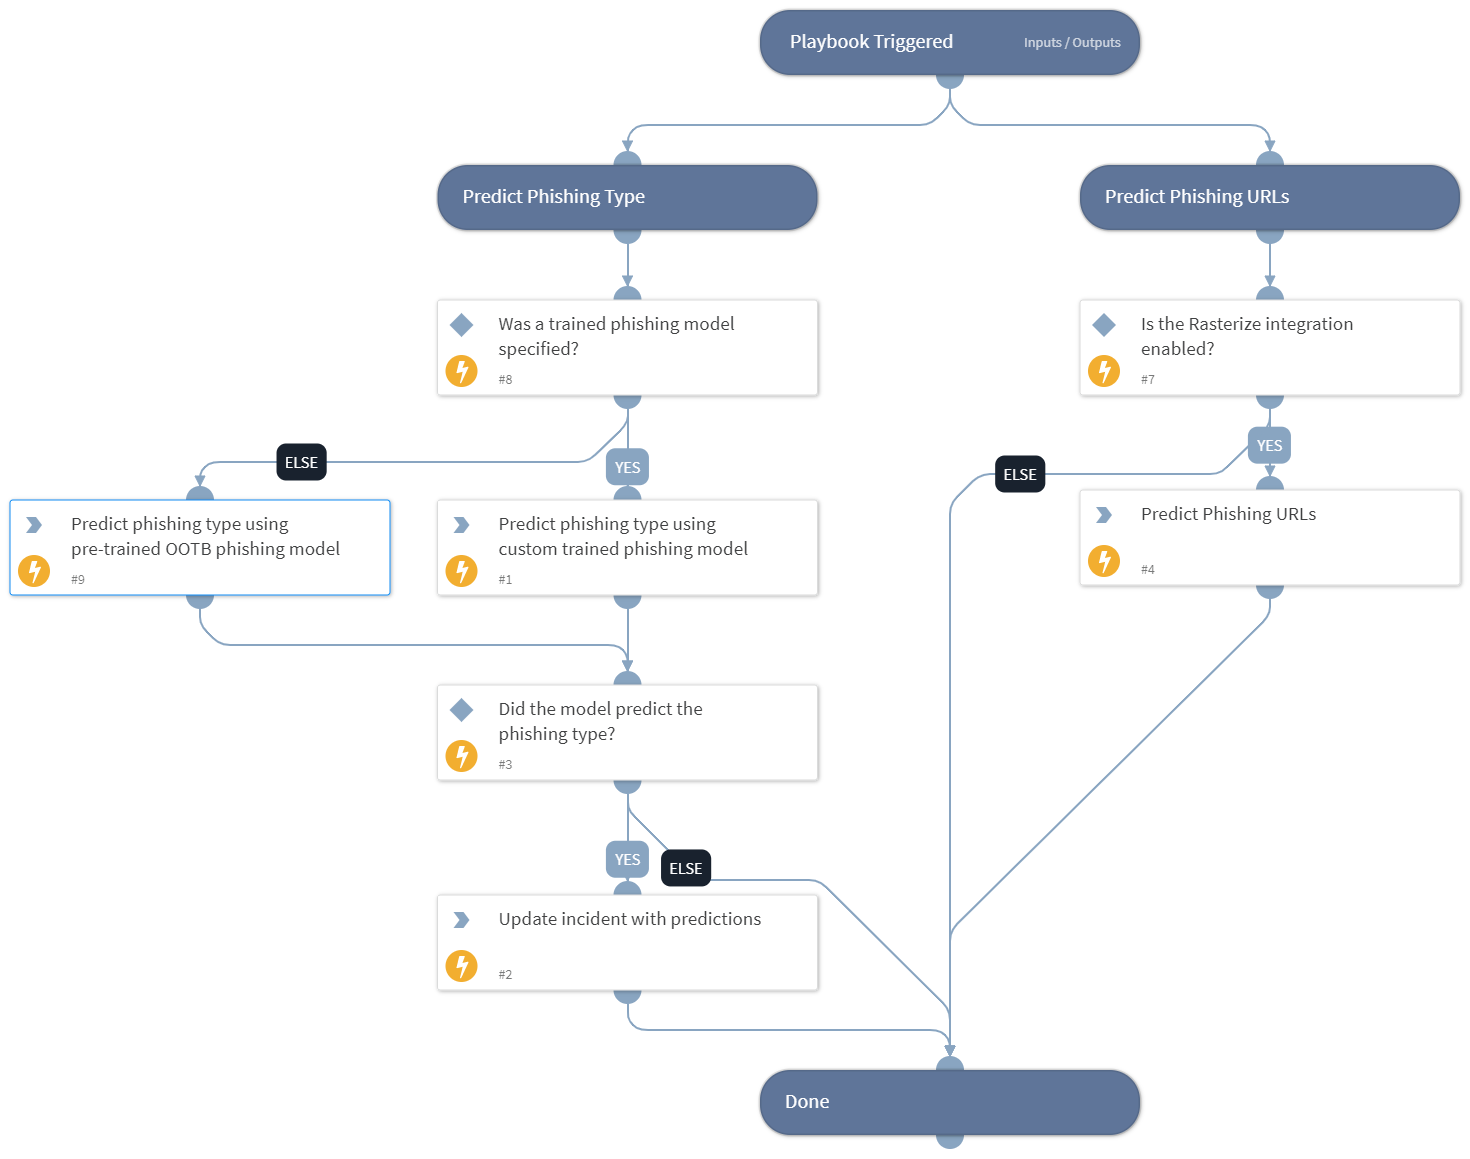 Playbook Triggered
Inputs / Outputs
Predict Phishing Type
Predict Phishing URLs
Was a trained phishing model
specified?
#8
Is the Rasterize integration
enabled?
#7
YES
ELSE
YES
ELSE
Predict phishing type using
pre-trained OOTB phishing model
#9
Predict phishing type using
custom trained phishing model
#1
Predict Phishing URLs
#4
Did the model predict the
phishing type?
#3
YES
ELSE
Update incident with predictions
#2
Done